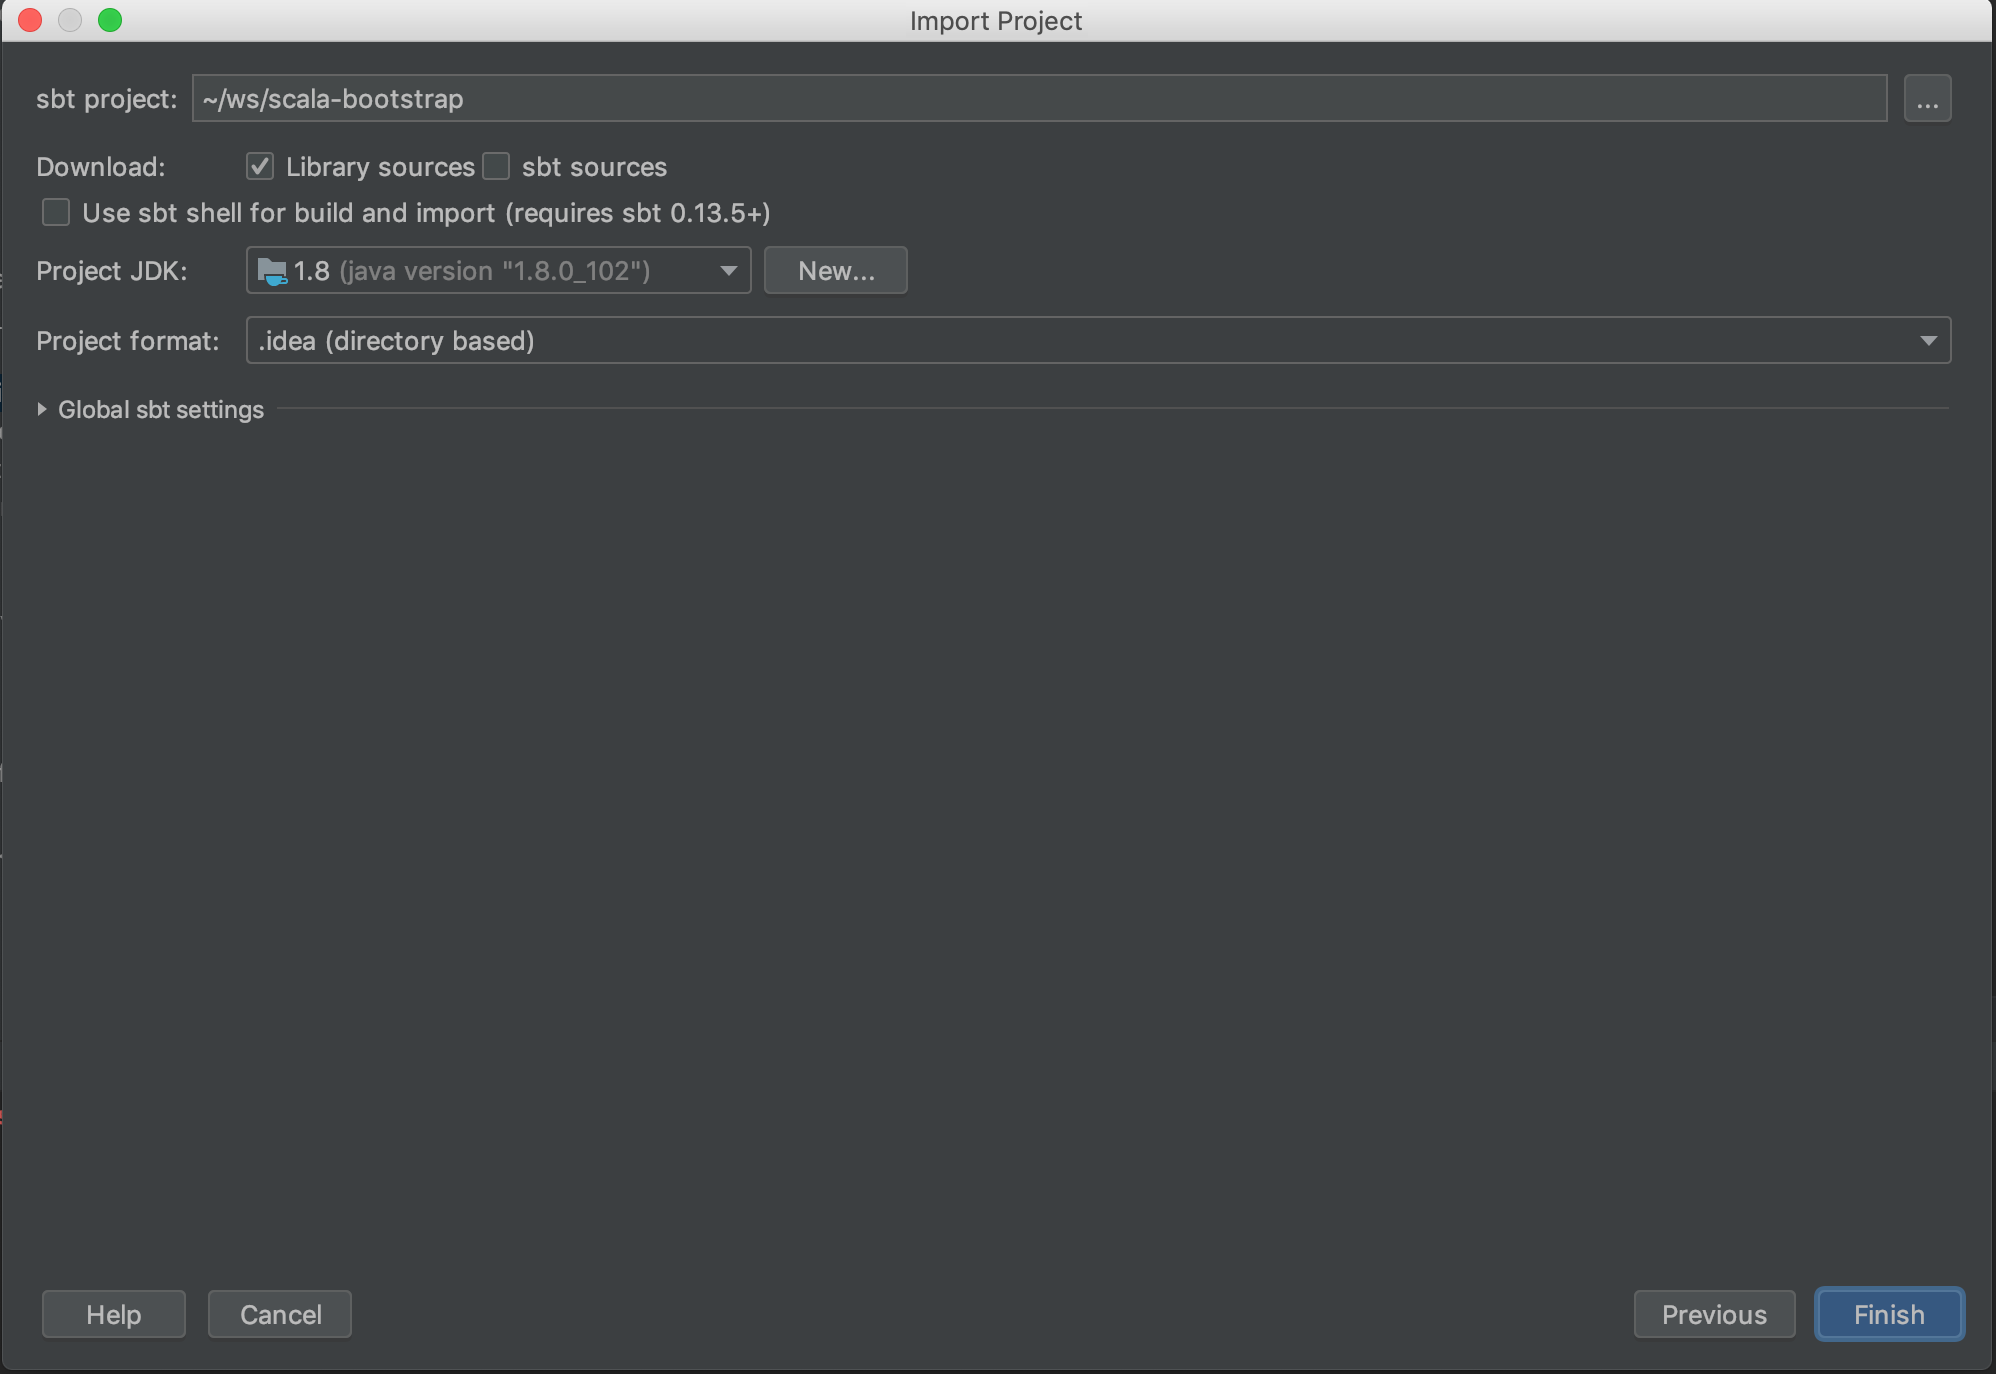 Import Project
sbt project: ~/ws/scala-bootstrap ...
Download: Library sources sbt sources
Use sbt shell for build and import (requires sbt 0.13.5+)
Project JDK: 1.8 (java version "1.8.0_102") New...
Project format: .idea (directory based)
Global sbt settings
Help Cancel Previous Finish